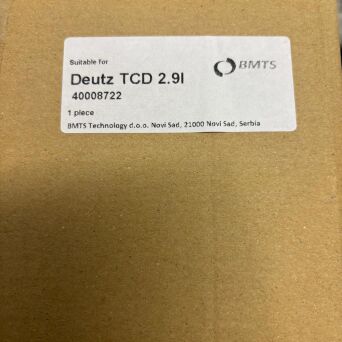 Suitable for
BMTS
Deutz TCD 2.9l
40008722
1 piece
BMTS Technology d.o.o. Novi Sad, 21000 Novi Sad, Serbia